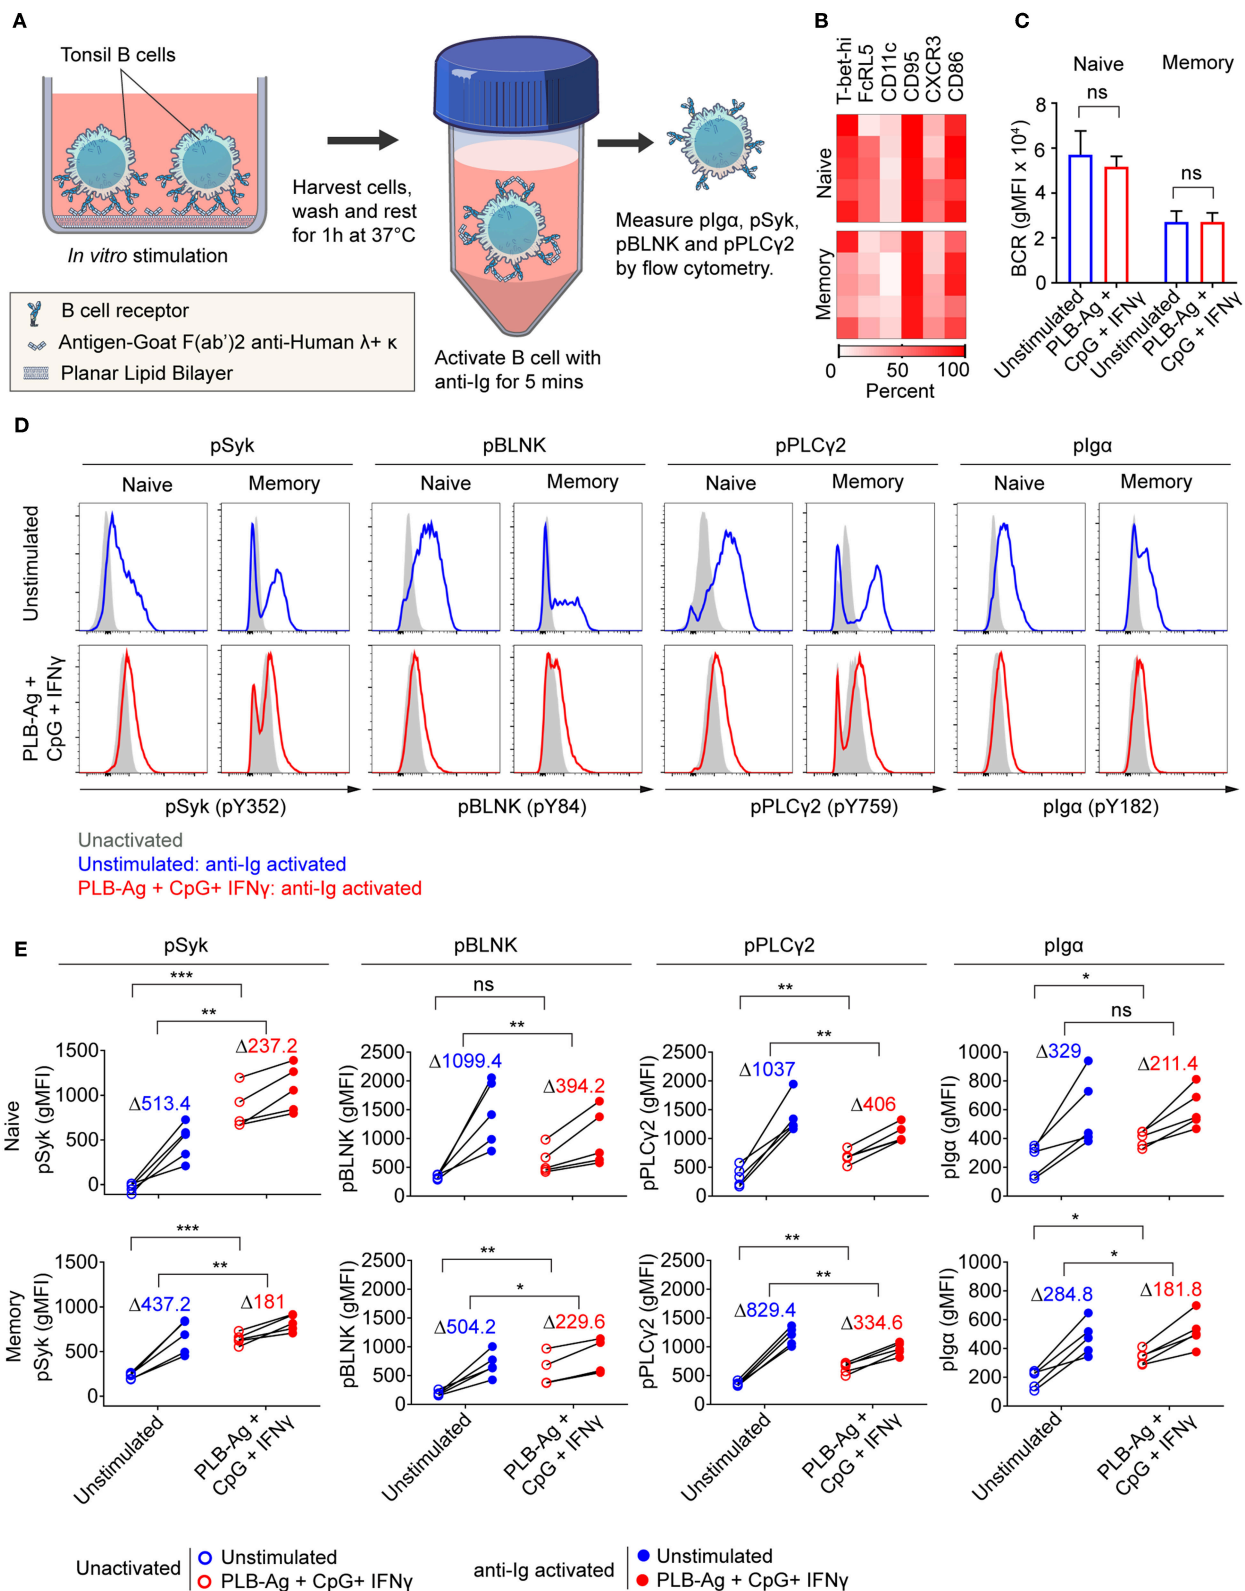 A
Tonsil B cells
In vitro stimulation
Harvest cells,
wash and rest
for 1h at 37°C
Activate B cell with
anti-Ig for 5 mins
Measure pIgα, pSyk,
pBLNK and pPLCγ2
by flow cytometry.
B cell receptor
Antigen-Goat F(ab’)2 anti-Human λ+ κ
Planar Lipid Bilayer
B
T-bet-hi
FcRL5
CD11c
CD95
CXCR3
CD86
Naive
Memory
0 50 100
Percent
C
Naive Memory
ns
ns
BCR (gMFI x 10⁴)
8
6
4
2
0
Unstimulated
PLB-Ag +
CpG + IFNγ
Unstimulated
PLB-Ag +
CpG + IFNγ
D
pSyk pBLNK pPLCγ2 pIgα
Naive Memory Naive Memory Naive Memory Naive Memory
Unstimulated
PLB-Ag +
CpG + IFNγ
pSyk (pY352) pBLNK (pY84) pPLCγ2 (pY759) pIgα (pY182)
Unactivated
Unstimulated: anti-Ig activated
PLB-Ag + CpG+ IFNγ: anti-Ig activated
E
pSyk pBLNK pPLCγ2 pIgα
Naive
pSyk (gMFI)
1500
1000
500
0
***
**
Δ513.4
Δ237.2
pBLNK (gMFI)
2500
2000
1500
1000
500
0
ns
**
Δ1099.4
Δ394.2
pPLCγ2 (gMFI)
2500
2000
1500
1000
500
0
**
**
Δ1037
Δ406
pIgα (gMFI)
1000
800
600
400
200
0
*
ns
Δ329
Δ211.4
Memory
pSyk (gMFI)
1500
1000
500
0
***
**
Δ437.2
Δ181
pBLNK (gMFI)
2500
2000
1500
1000
500
0
**
*
Δ504.2
Δ229.6
pPLCγ2 (gMFI)
2500
2000
1500
1000
500
0
**
**
Δ829.4
Δ334.6
pIgα (gMFI)
1000
800
600
400
200
0
*
*
Δ284.8
Δ181.8
Unstimulated
PLB-Ag +
CpG + IFNγ
Unstimulated
PLB-Ag +
CpG + IFNγ
Unstimulated
PLB-Ag +
CpG + IFNγ
Unstimulated
PLB-Ag +
CpG + IFNγ
Unactivated
Unstimulated
PLB-Ag + CpG+ IFNγ
anti-Ig activated
Unstimulated
PLB-Ag + CpG+ IFNγ